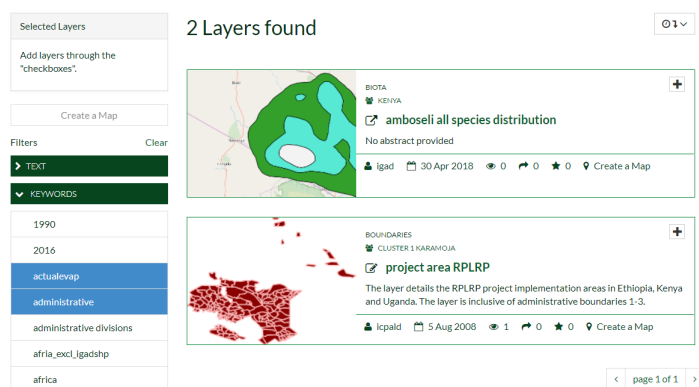 Selected Layers
Add layers through the
"checkboxes".
Create a Map
Filters
Clear
TEXT
KEYWORDS
1990
2016
actualevap
administrative
administrative divisions
afria_excl_igadshp
africa
2 Layers found
BIOTA
KENYA
amboseli all species distribution
No abstract provided
igad 30 Apr 2018 0 0 0 Create a Map
BOUNDARIES
CLUSTER 1 KARAMOJA
project area RPLRP
The layer details the RPLRP project implementation areas in Ethiopia, Kenya
and Uganda. The layer is inclusive of administrative boundaries 1-3.
icpald 5 Aug 2008 1 0 0 Create a Map
page 1 of 1